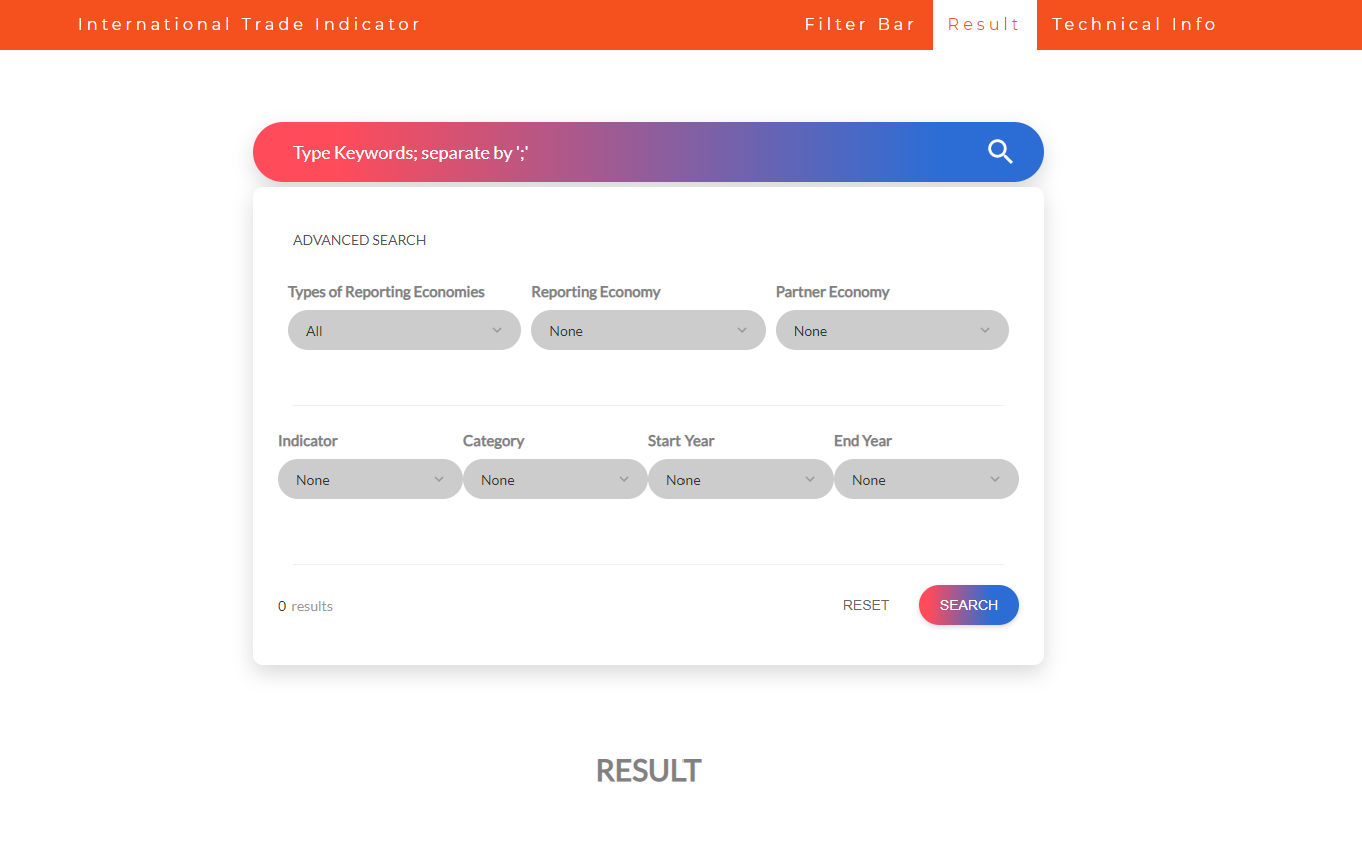 International Trade Indicator Filter Bar Result Technical Info
Type Keywords; separate by ';'
ADVANCED SEARCH
Types of Reporting Economies Reporting Economy Partner Economy
All None None
Indicator Category Start Year End Year
None None None None
0 results RESET SEARCH
RESULT